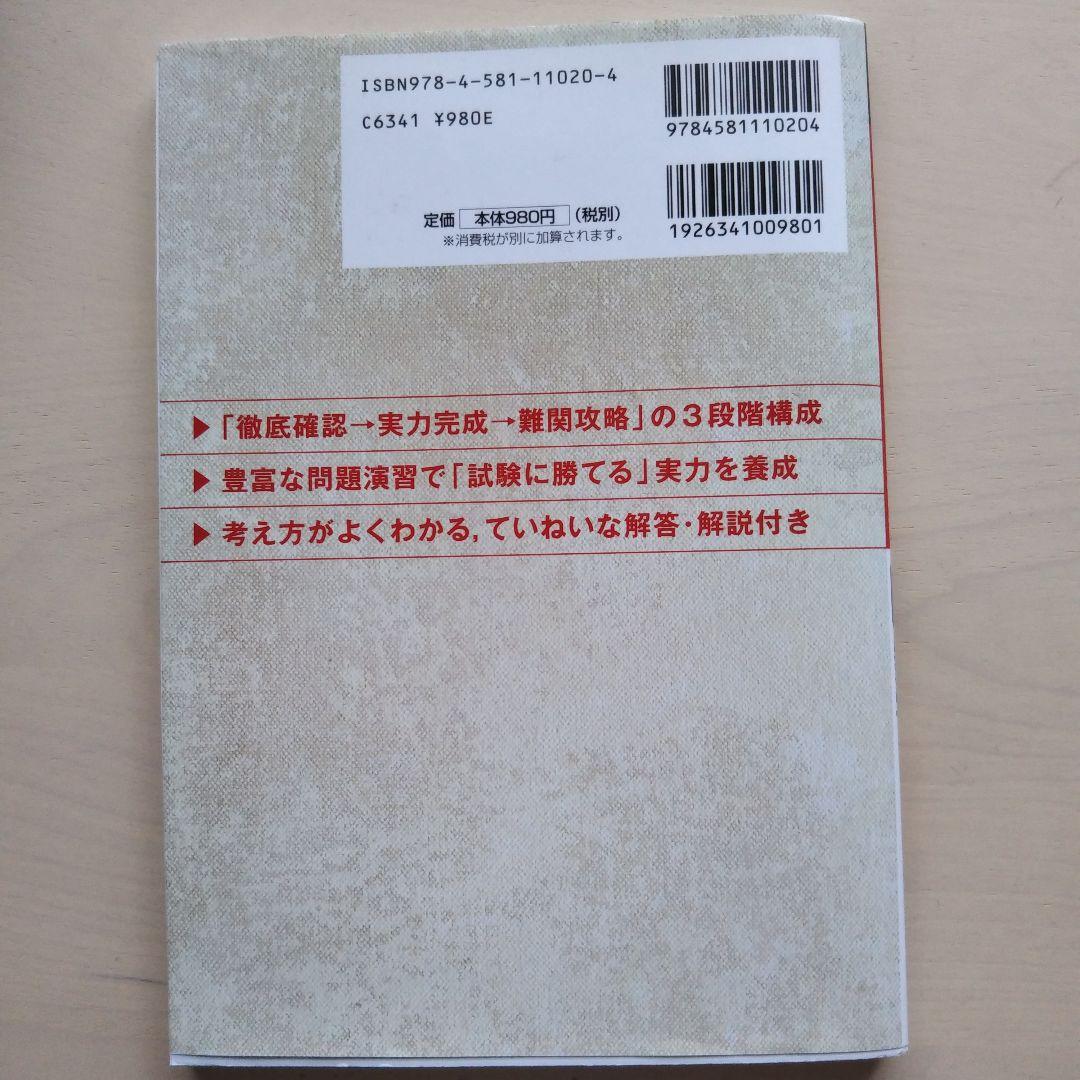 ISBN978-4-581-11020-4
C6341 ¥980E
9784581110204
定価 本体980円 (税別)
※消費税が別に加算されます。
1926341009801
▶「徹底確認→実力完成→難関攻略」の3段階構成
▶豊富な問題演習で「試験に勝てる」実力を養成
▶考え方がよくわかる,ていねいな解答・解説付き